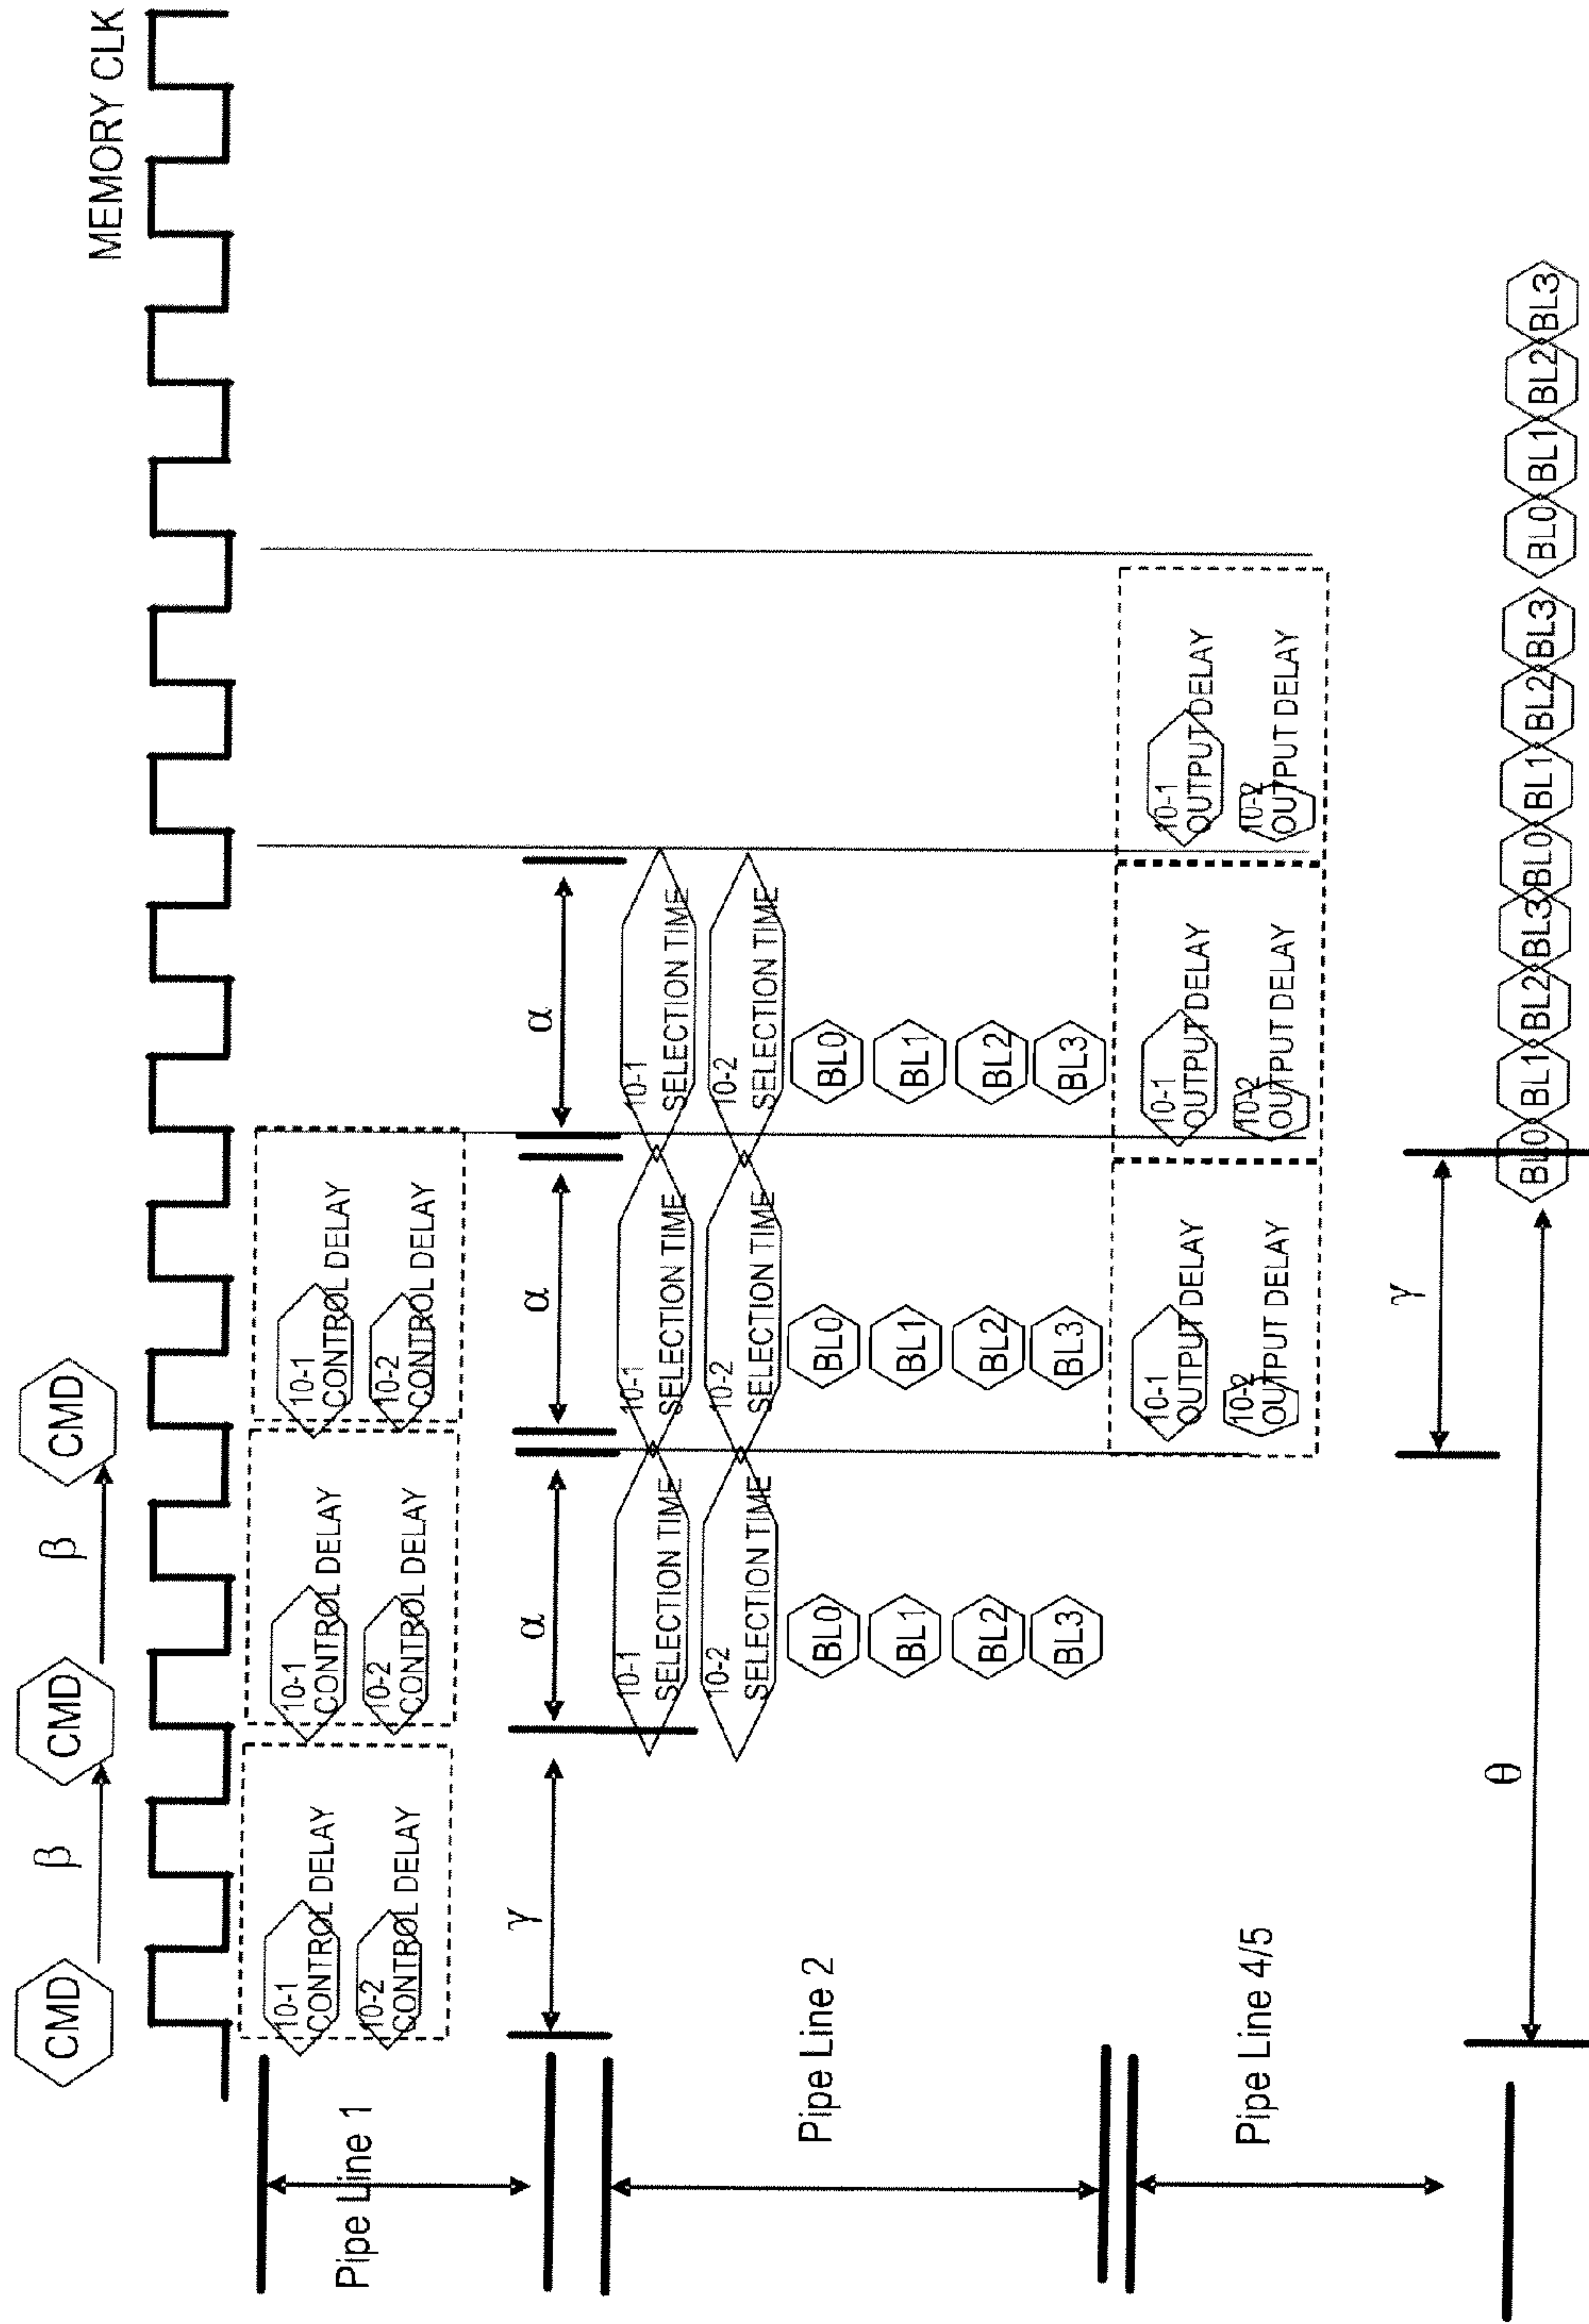 MEMORY CLK
CMD
β
CMD
β
CMD
Pipe Line 1
10-1
CONTROL DELAY
10-2
CONTROL DELAY
10-1
CONTROL DELAY
10-2
CONTROL DELAY
10-1
CONTROL DELAY
10-2
CONTROL DELAY
γ
α
α
α
Pipe Line 2
10-1
SELECTION TIME
10-1
SELECTION TIME
10-1
SELECTION TIME
10-2
SELECTION TIME
10-2
SELECTION TIME
10-2
SELECTION TIME
BL0
BL0
BL0
BL1
BL1
BL1
BL2
BL2
BL2
BL3
BL3
BL3
Pipe Line 4/5
10-1
OUTPUT DELAY
10-2
OUTPUT DELAY
10-1
OUTPUT DELAY
10-2
OUTPUT DELAY
10-1
OUTPUT DELAY
10-2
OUTPUT DELAY
γ
θ
BL0 BL1 BL2 BL3 BL0 BL1 BL2 BL3 BL0 BL1 BL2 BL3